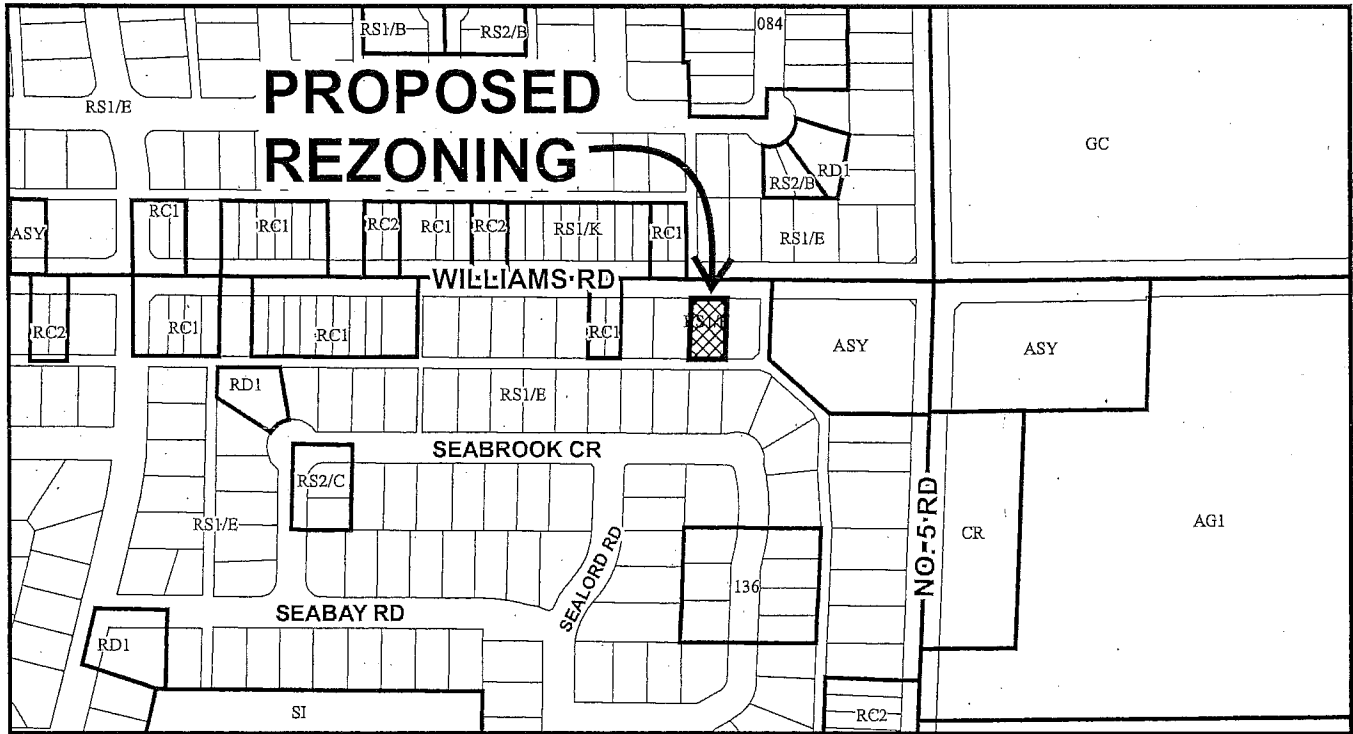 RS1/B
RS2/B
084
PROPOSED
REZONING
RS1/E
GC
RD1
RS2/B
ASY
RC1
RC1
RC2
RC1
RC2
RS1/K
RC1
RS1/E
WILLIAMS RD
RC2
RC1
RC1
RC1
ASY
ASY
RD1
RS1/E
SEABROOK CR
RS2/C
RS1/E
SEALORD RD
NO. 5 RD
CR
AG1
136
SEABAY RD
RD1
SI
RC2